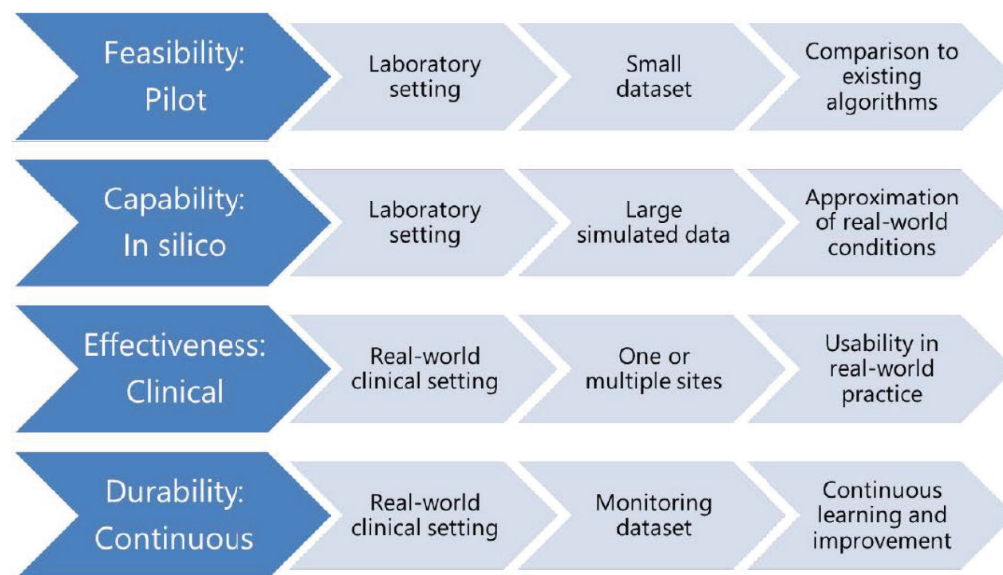 Feasibility:
Pilot
Laboratory
setting
Small
dataset
Comparison to
existing
algorithms
Capability:
In silico
Laboratory
setting
Large
simulated data
Approximation
of real-world
conditions
Effectiveness:
Clinical
Real-world
clinical setting
One or
multiple sites
Usability in
real-world
practice
Durability:
Continuous
Real-world
clinical setting
Monitoring
dataset
Continuous
learning and
improvement